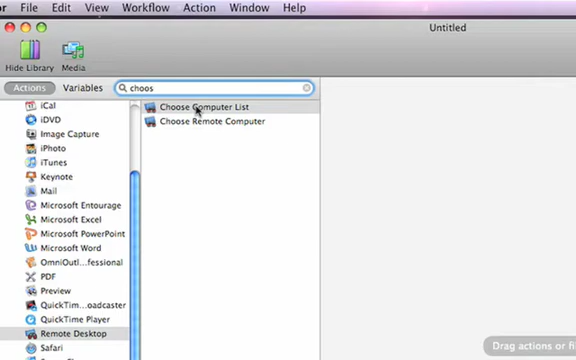 or File Edit View Workflow Action Window Help
Untitled
Hide Library Media
Actions Variables choos
iCal
iDVD
Image Capture
iPhoto
iTunes
Keynote
Mail
Microsoft Entourage
Microsoft Excel
Microsoft PowerPoint
Microsoft Word
OmniOutl...fessional
PDF
Preview
QuickTim...oadcaster
QuickTime Player
Remote Desktop
Safari
Choose Computer List
Choose Remote Computer
Drag actions or fi